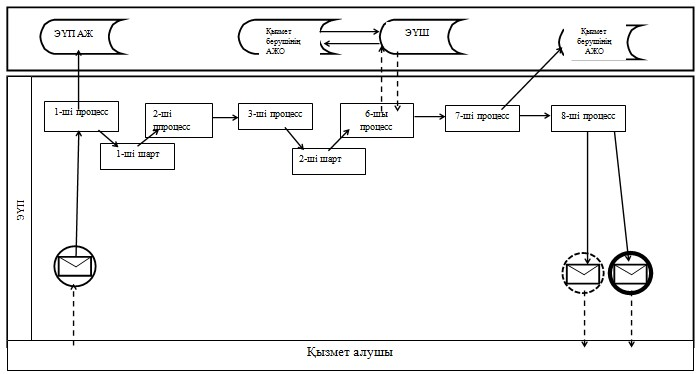 ЭҮП АЖ
Қызмет
берушінің
АЖО
ЭҮШ
Қызмет
берушінің
АЖО
1-ші процесс
2-ші
ппроцесс
3-ші процесс
6-шы
процесс
7-ші процесс
8-ші процесс
1-ші шарт
2-ші шарт
ЭҮП
Қызмет алушы